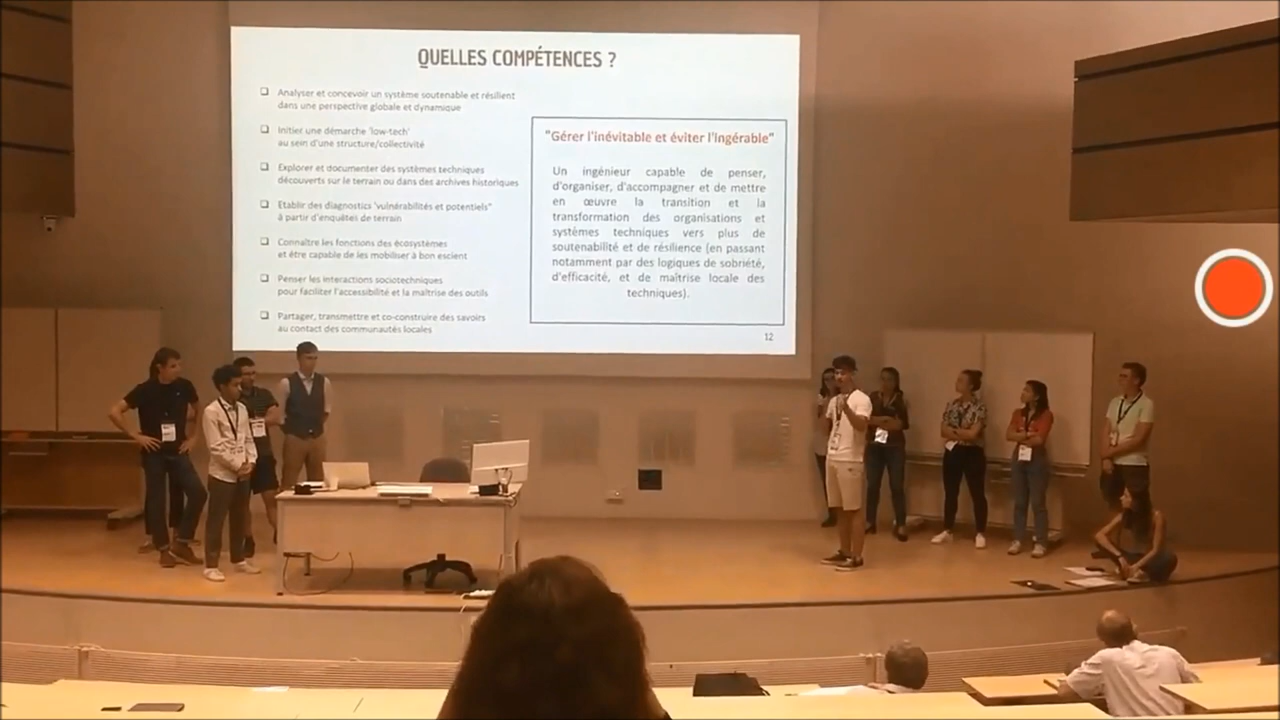 QUELLES COMPÉTENCES ?
Analyser et concevoir un système soutenable et résilient
dans une perspective globale et dynamique
Initier une démarche 'low-tech'
au sein d'une structure/collectivité
Explorer et documenter des systèmes techniques
découverts sur le terrain ou dans des archives historiques
Etablir des diagnostics 'vulnérabilités et potentiels"
à partir d'enquêtes de terrain
Connaître les fonctions des écosystèmes
et être capable de les mobiliser à bon escient
Penser les interactions sociotechniques
pour faciliter l'accessibilité et la maîtrise des outils
Partager, transmettre et co-construire des savoirs
au contact des communautés locales
"Gérer l'inévitable et éviter l'ingérable"
Un ingénieur capable de penser,
d'organiser, d'accompagner et de mettre
en œuvre la transition et la
transformation des organisations et
systèmes techniques vers plus de
soutenabilité et de résilience (en passant
notamment par des logiques de sobriété,
d'efficacité, et de maîtrise locale des
techniques).
12